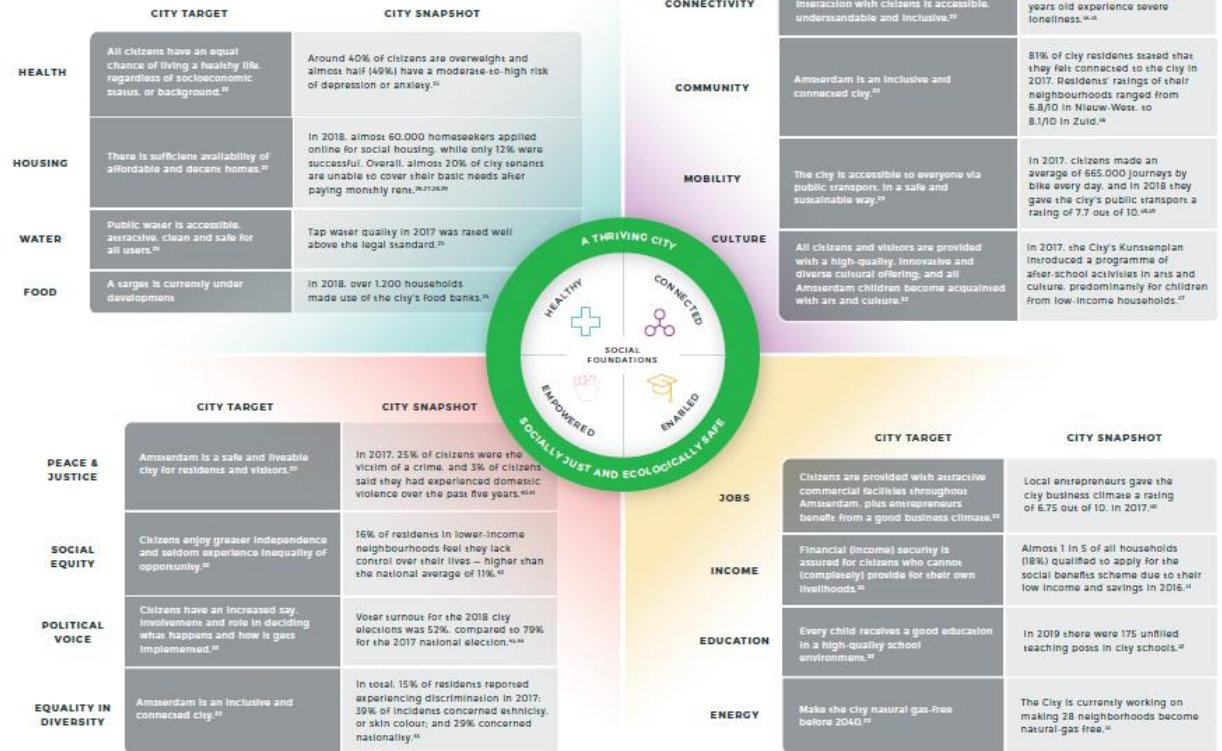 CITY TARGET
CITY SNAPSHOT
HEALTH
All citizens have an equal
chance of living a healthy life,
regardless of socioeconomic
status, or background.²²
Around 40% of citizens are overweight and
almost half (49%) have a moderate-to-high risk
of depression or anxiety.
HOUSING
There is sufficient availability of
affordable and decent homes.
In 2018, almost 60,000 homeseekers applied
online for social housing, while only 12% were
successful. Overall, almost 20% of city tenants
are unable to cover their basic needs after
paying monthly rent.
WATER
Public water is accessible,
attractive, clean and safe for
all users.
Tap water quality in 2017 was rated well
above the legal standard.
FOOD
A target is currently under
development
In 2018, over 1,200 households
made use of the city's food banks.
CONNECTIVITY
Interaction with citizens is accessible,
understandable and inclusive.
years old experience severe
loneliness.
COMMUNITY
Amsterdam is an inclusive and
connected city.
81% of city residents stated that
they felt connected to the city in
2017. Residents' ratings of their
neighbourhoods ranged from
6.8/10 in Nieuw-West, to
8.1/10 in Zuid.
MOBILITY
The city is accessible to everyone via
public transport, in a safe and
sustainable way.
In 2017, citizens made an
average of 665,000 journeys by
bike every day, and in 2018 they
gave the city's public transport a
rating of 7.7 out of 10.
CULTURE
All citizens and visitors are provided
with a high-quality, innovative and
diverse cultural offering; and all
Amsterdam children become acquainted
with art and culture.
In 2017, the City's Kunstenplan
introduced a programme of
after-school activities in arts and
culture, predominantly for children
from low-income households.
A THRIVING CITY
HEALTHY
CONNECTED
SOCIAL
FOUNDATIONS
EMPOWERED
ENABLED
SOCIALLY JUST AND ECOLOGICALLY SAFE
CITY TARGET
CITY SNAPSHOT
PEACE &
JUSTICE
Amsterdam is a safe and liveable
city for residents and visitors.
In 2017, 25% of citizens were the
victim of a crime, and 3% of citizens
said they had experienced domestic
violence over the past five years.
SOCIAL
EQUITY
Citizens enjoy greater independence
and seldom experience inequality of
opportunity.
16% of residents in lower-income
neighbourhoods feel they lack
control over their lives — higher than
the national average of 11%.
POLITICAL
VOICE
Citizens have an increased say,
involvement and role in deciding
what happens and how it gets
implemented.
Voter turnout for the 2018 city
elections was 52%, compared to 79%
for the 2017 national election.
EQUALITY IN
DIVERSITY
Amsterdam is an inclusive and
connected city.
In total, 15% of residents reported
experiencing discrimination in 2017:
39% of incidents concerned ethnicity,
or skin colour; and 29% concerned
nationality.
CITY TARGET
CITY SNAPSHOT
JOBS
Citizens are provided with attractive
commercial facilities throughout
Amsterdam, plus entrepreneurs
benefit from a good business climate.
Local entrepreneurs gave the
city business climate a rating
of 6.75 out of 10, in 2017.
INCOME
Financial (income) security is
assured for citizens who cannot
(completely) provide for their own
livelihoods.
Almost 1 in 5 of all households
(18%) qualified to apply for the
social benefits scheme due to their
low income and savings in 2016.
EDUCATION
Every child receives a good education
in a high-quality school
environment.
In 2019 there were 175 unfilled
teaching posts in city schools.
ENERGY
Make the city natural gas-free
before 2040.
The City is currently working on
making 28 neighborhoods become
natural-gas free.